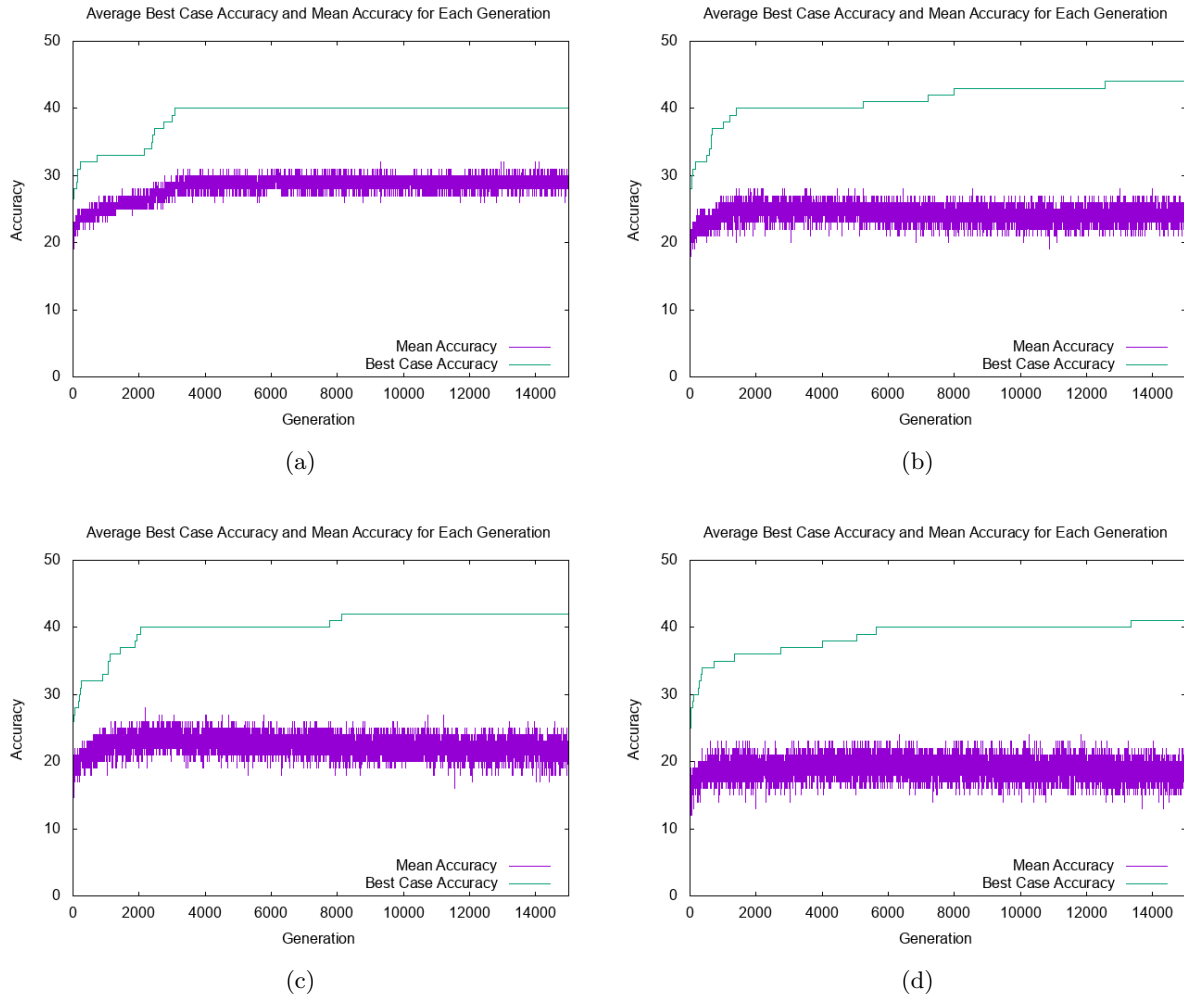 Average Best Case Accuracy and Mean Accuracy for Each Generation
50
40
30
20
10
0
Accuracy
Mean Accuracy
Best Case Accuracy
0 2000 4000 6000 8000 10000 12000 14000
Generation
(a)
Average Best Case Accuracy and Mean Accuracy for Each Generation
50
40
30
20
10
0
Accuracy
Mean Accuracy
Best Case Accuracy
0 2000 4000 6000 8000 10000 12000 14000
Generation
(b)
Average Best Case Accuracy and Mean Accuracy for Each Generation
50
40
30
20
10
0
Accuracy
Mean Accuracy
Best Case Accuracy
0 2000 4000 6000 8000 10000 12000 14000
Generation
(c)
Average Best Case Accuracy and Mean Accuracy for Each Generation
50
40
30
20
10
0
Accuracy
Mean Accuracy
Best Case Accuracy
0 2000 4000 6000 8000 10000 12000 14000
Generation
(d)